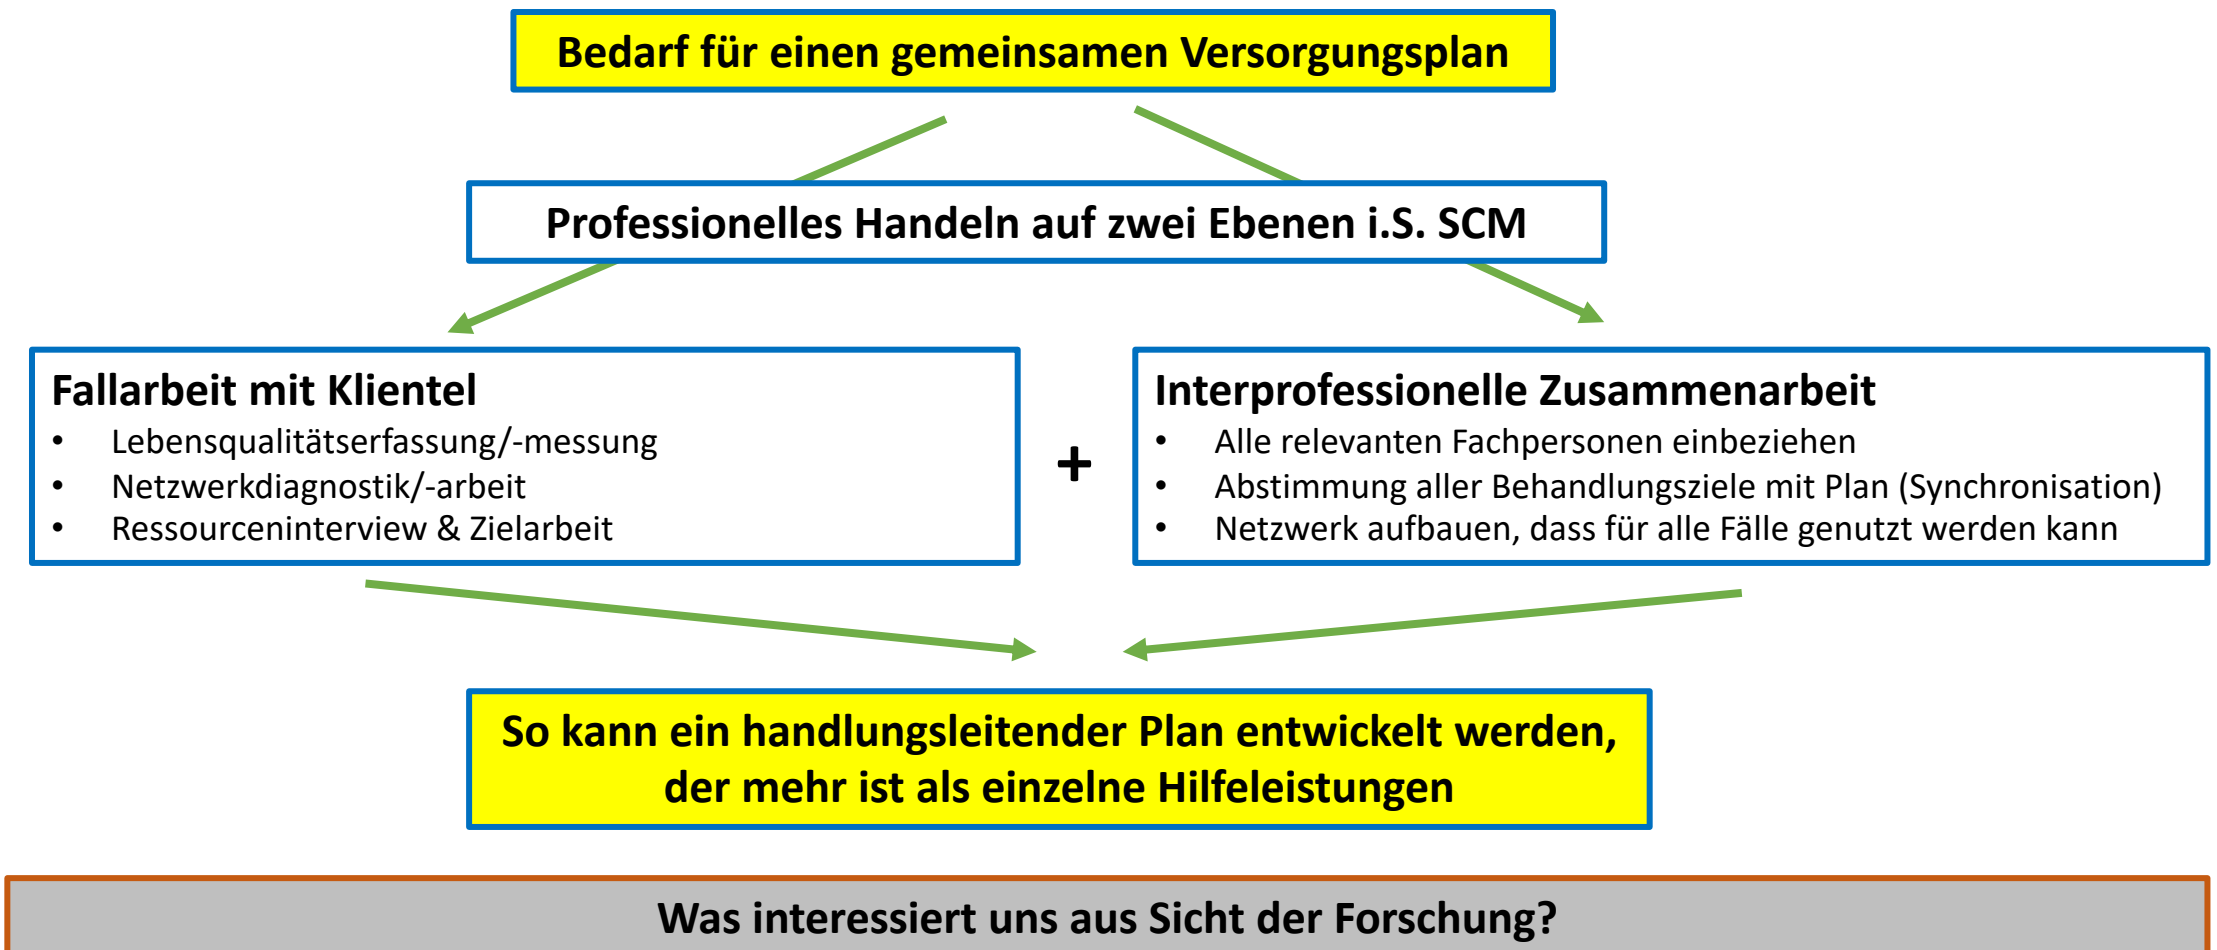 Bedarf für einen gemeinsamen Versorgungsplan
Professionelles Handeln auf zwei Ebenen i.S. SCM
Fallarbeit mit Klientel
• Lebensqualitätserfassung/-messung
• Netzwerkdiagnostik/-arbeit
• Ressourceninterview & Zielarbeit
+
Interprofessionelle Zusammenarbeit
• Alle relevanten Fachpersonen einbeziehen
• Abstimmung aller Behandlungsziele mit Plan (Synchronisation)
• Netzwerk aufbauen, dass für alle Fälle genutzt werden kann
So kann ein handlungsleitender Plan entwickelt werden,
der mehr ist als einzelne Hilfeleistungen
Was interessiert uns aus Sicht der Forschung?